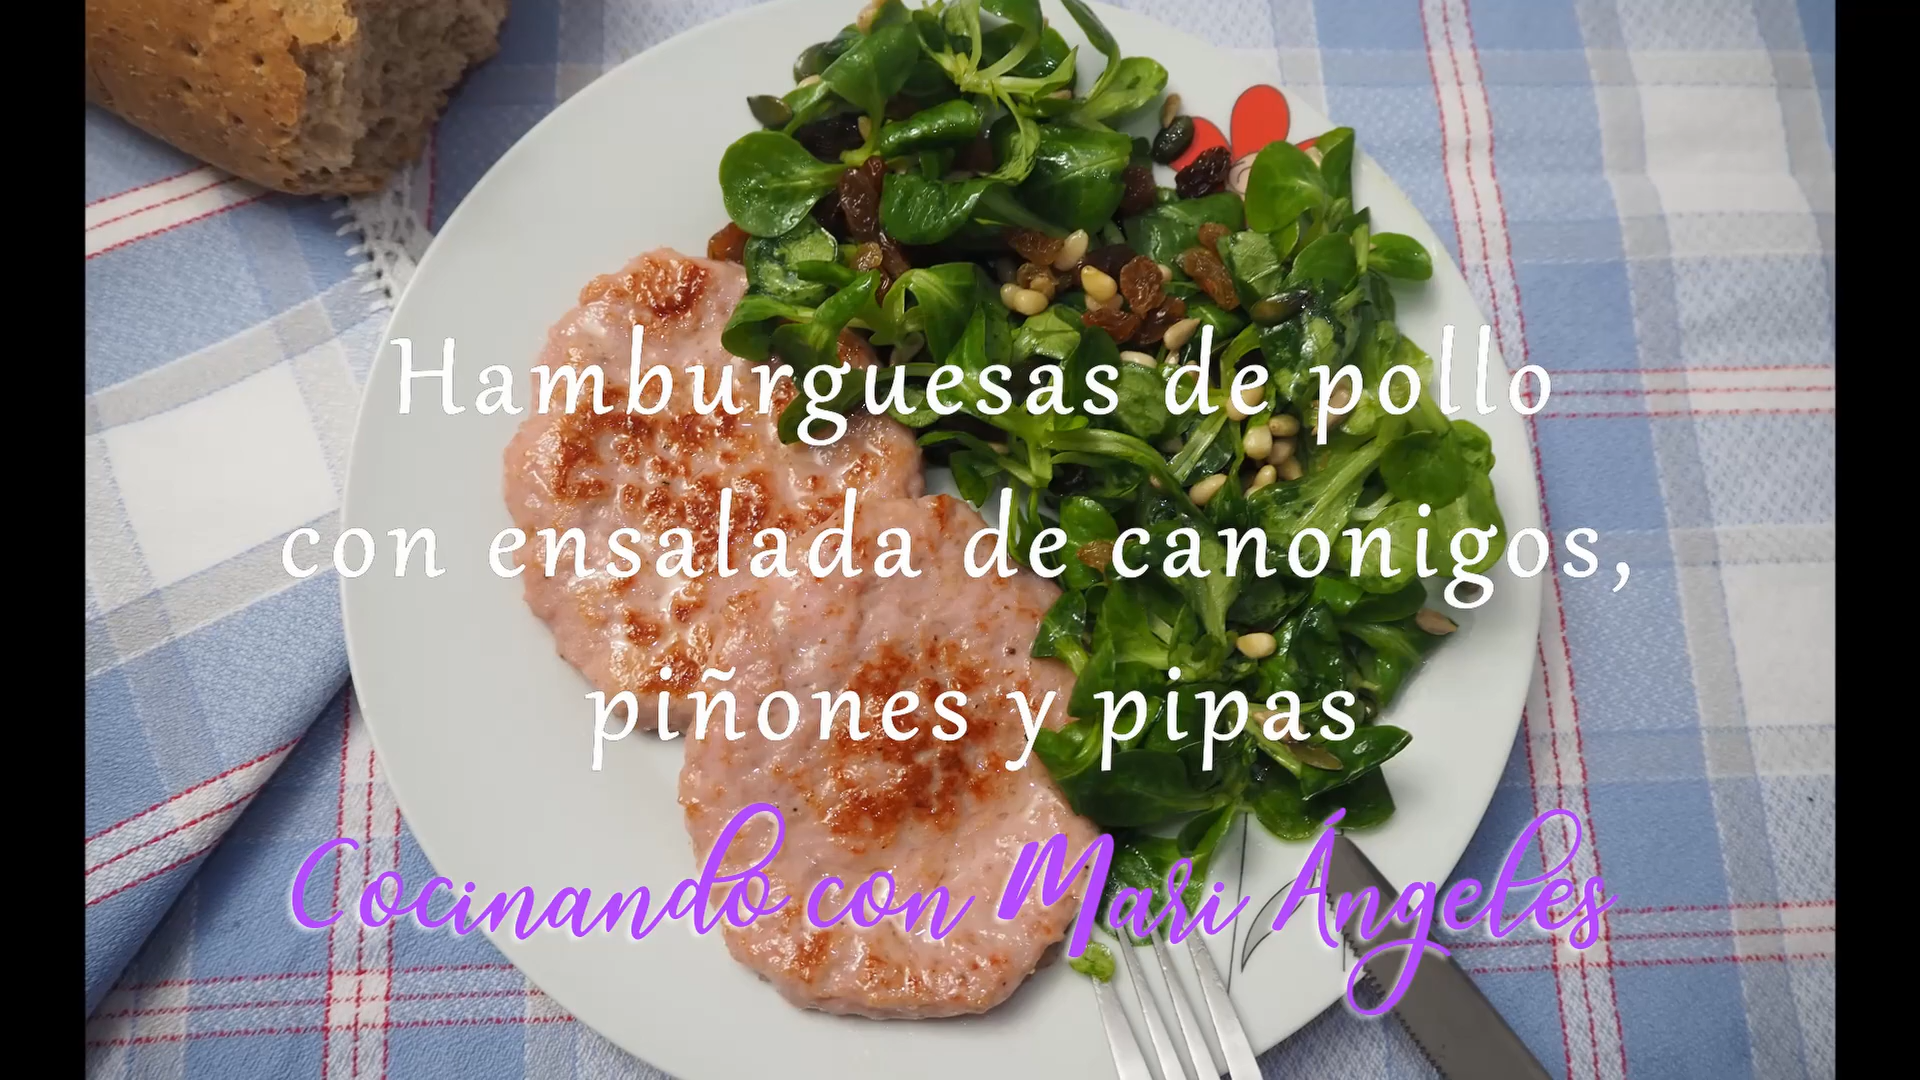 Hamburguesas de pollo
con ensalada de canonigos,
piñones y pipas
Cocinando con Mari Ángeles